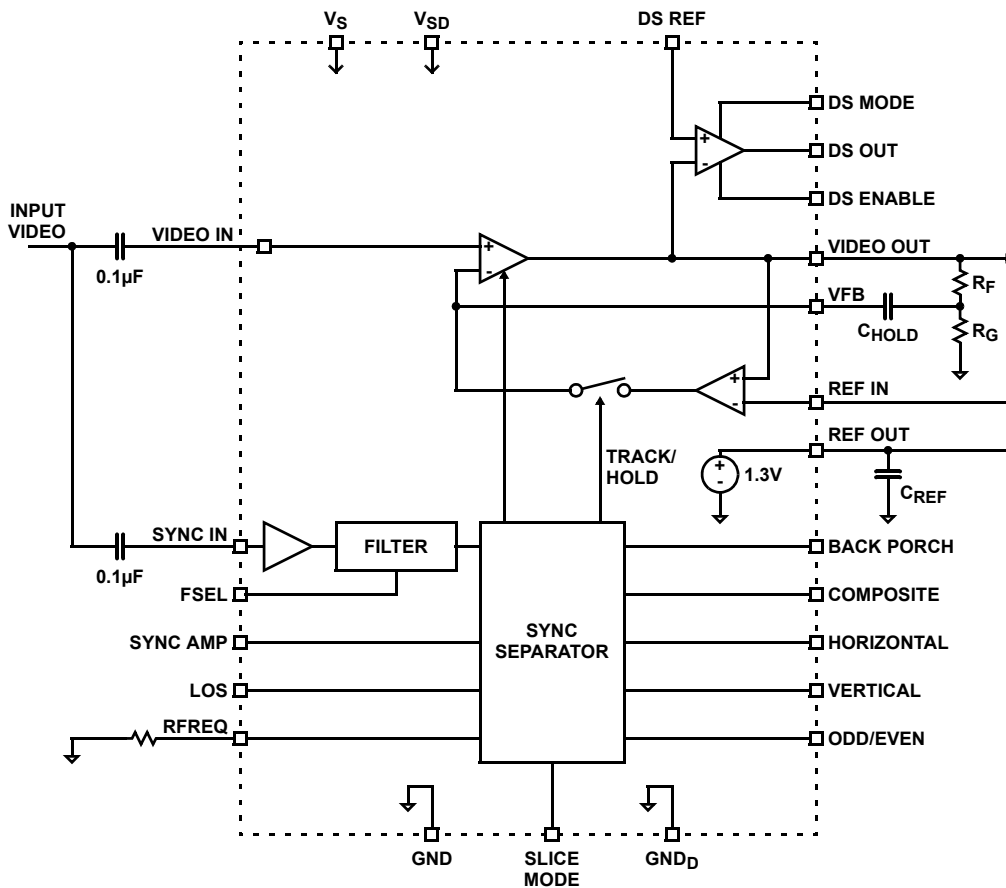 VS
VSD
DS REF
DS MODE
DS OUT
DS ENABLE
INPUT
VIDEO
0.1µF
VIDEO IN
+
-
+
-
VIDEO OUT
VFB
CHOLD
RF
RG
+
-
REF IN
REF OUT
TRACK/
HOLD
+
-
1.3V
CREF
SYNC IN
0.1µF
FILTER
FSEL
SYNC AMP
LOS
RFREQ
SYNC
SEPARATOR
BACK PORCH
COMPOSITE
HORIZONTAL
VERTICAL
ODD/EVEN
GND
SLICE
MODE
GNDD